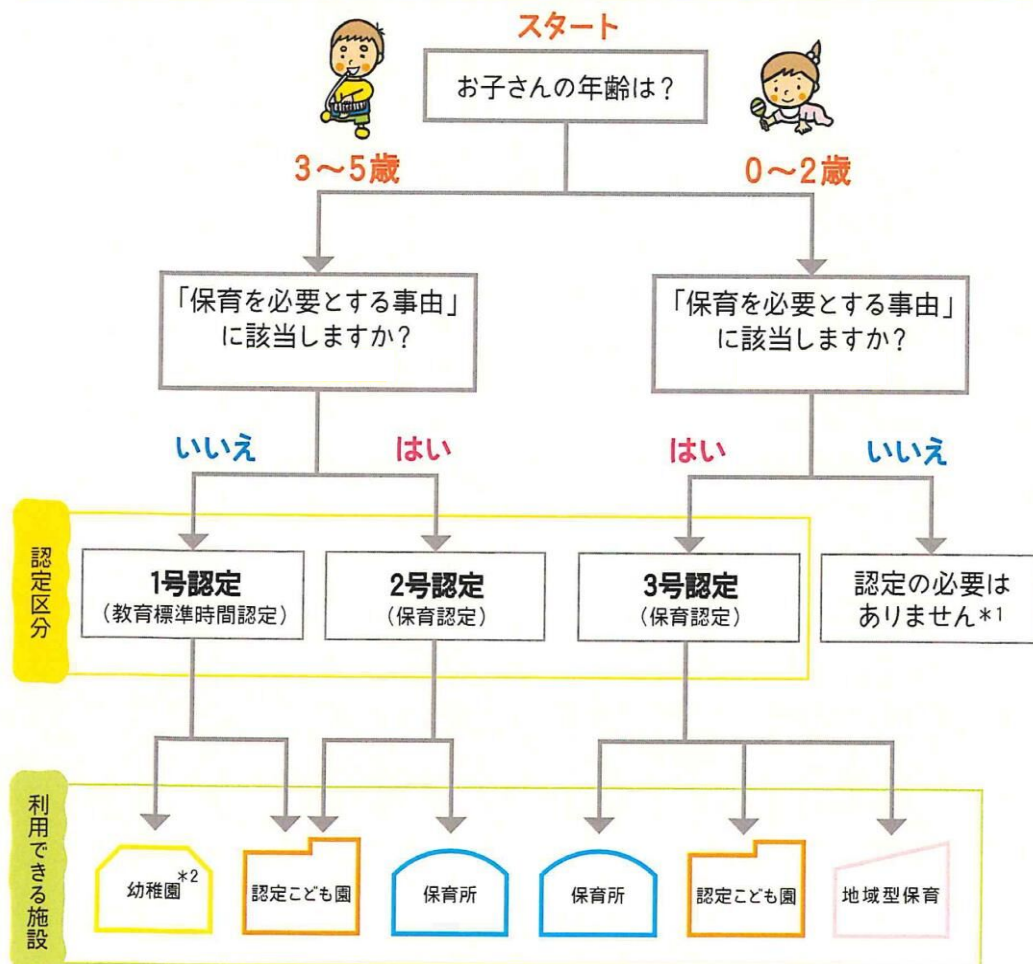 スタート
お子さんの年齢は？
3～5歳
0～2歳
「保育を必要とする事由」
に該当しますか？
「保育を必要とする事由」
に該当しますか？
いいえ
はい
はい
いいえ
認定区分
1号認定
（教育標準時間認定）
2号認定
（保育認定）
3号認定
（保育認定）
認定の必要は
ありません*1
利用できる施設
幼稚園*2
認定こども園
保育所
保育所
認定こども園
地域型保育